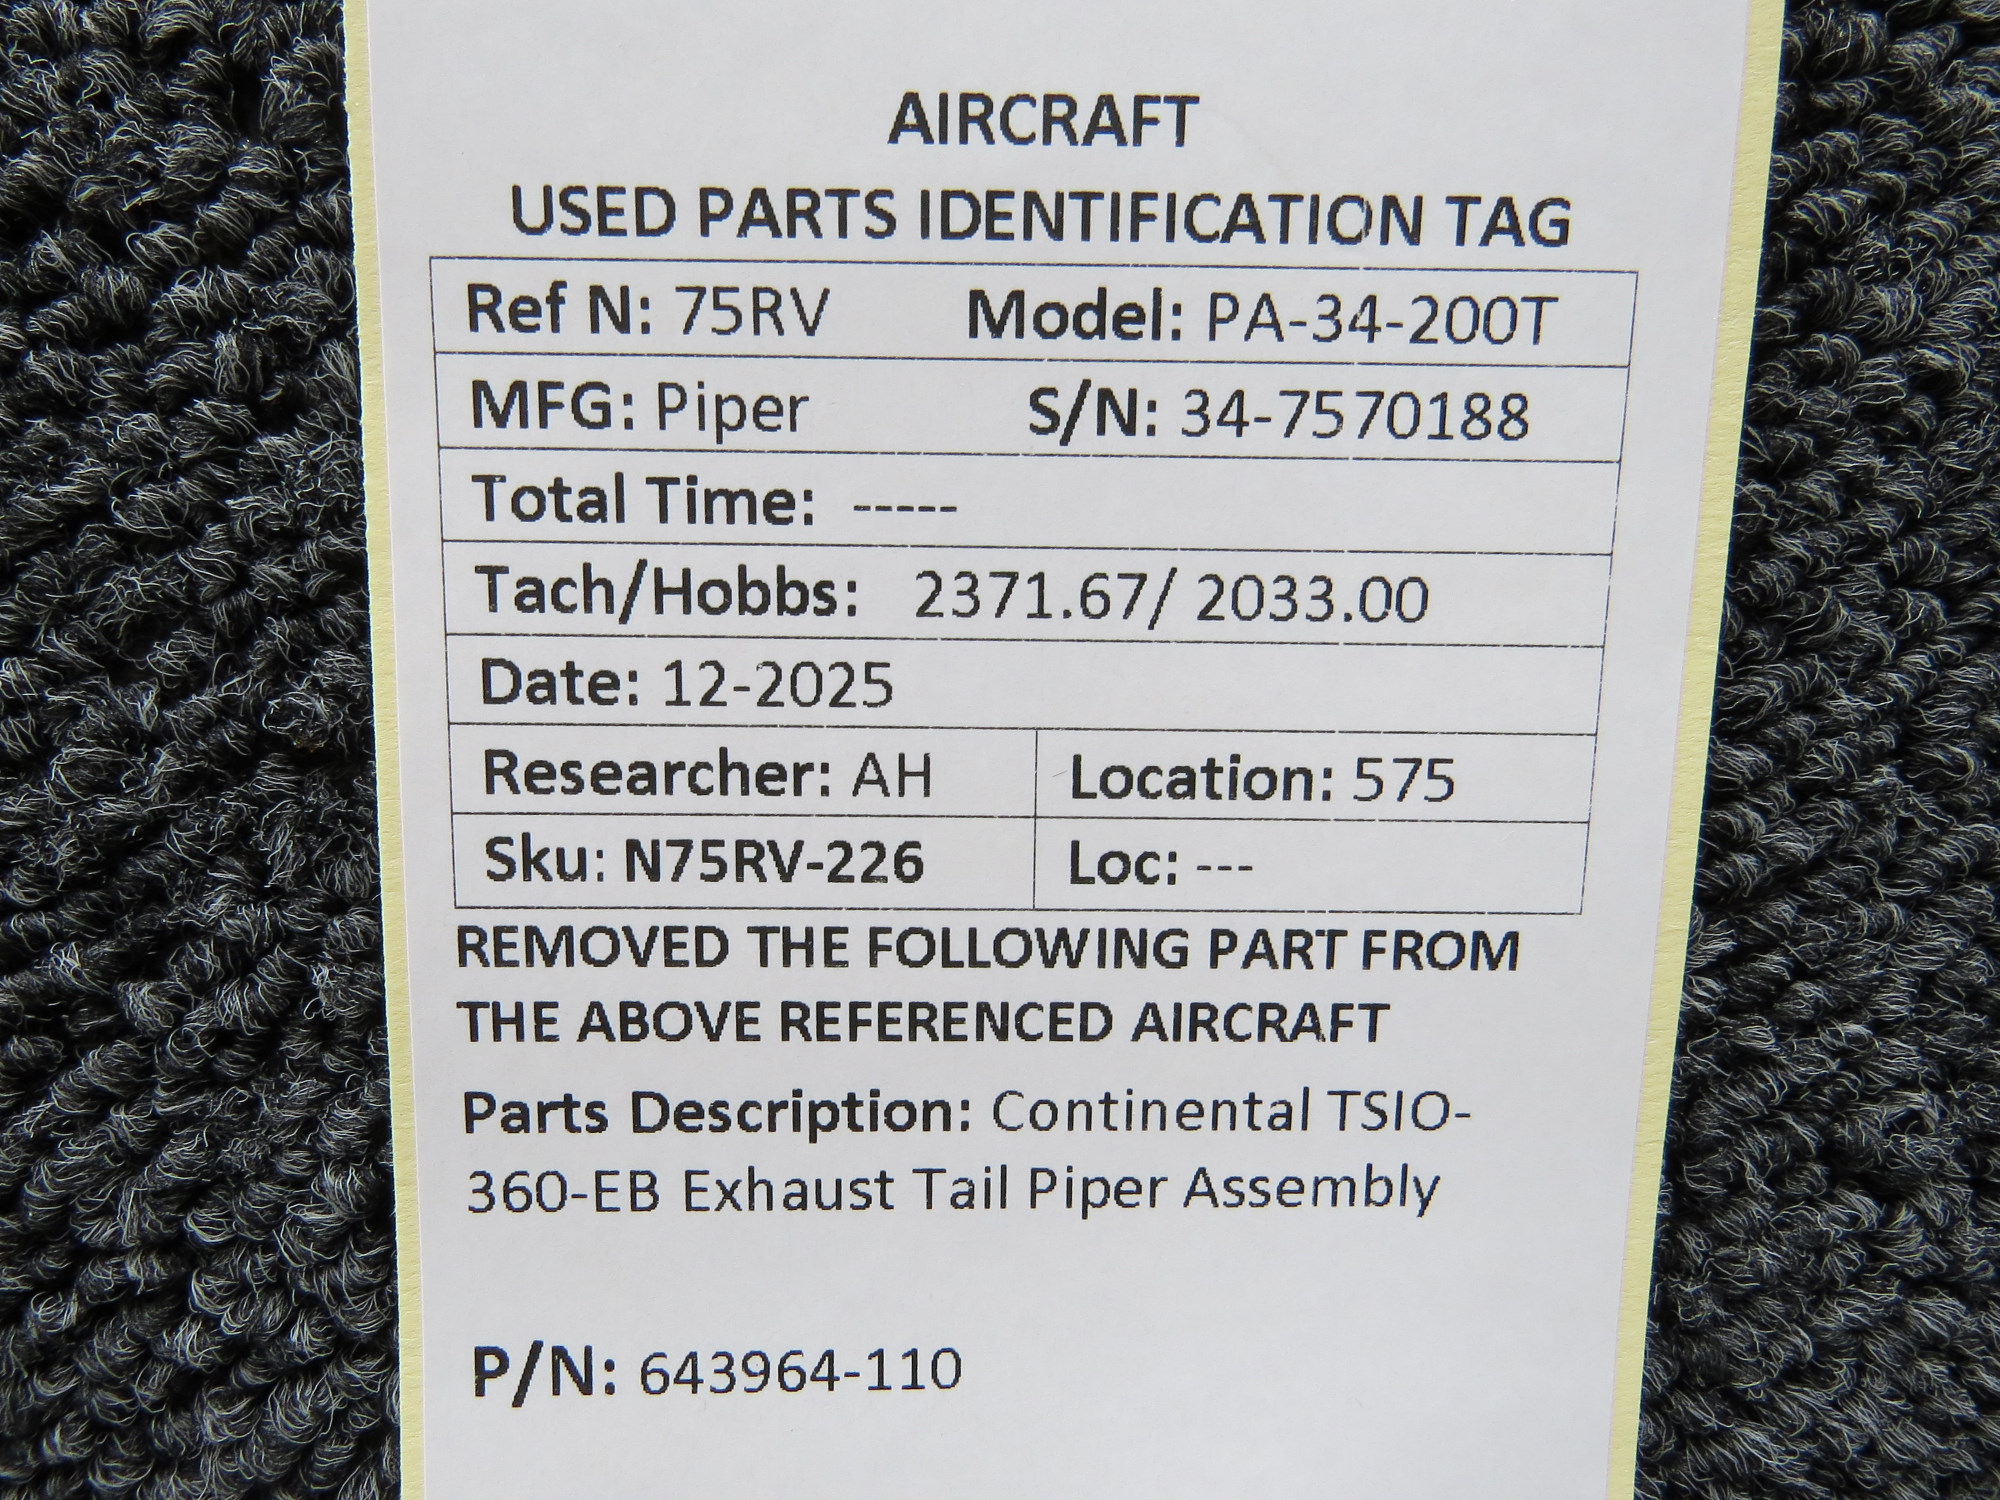 AIRCRAFT
USED PARTS IDENTIFICATION TAG
Ref N: 75RV Model: PA-34-200T
MFG: Piper S/N: 34-7570188
Total Time: -----
Tach/Hobbs: 2371.67/ 2033.00
Date: 12-2025
Researcher: AH Location: 575
Sku: N75RV-226 Loc: ---
REMOVED THE FOLLOWING PART FROM
THE ABOVE REFERENCED AIRCRAFT
Parts Description: Continental TSIO-
360-EB Exhaust Tail Piper Assembly
P/N: 643964-110